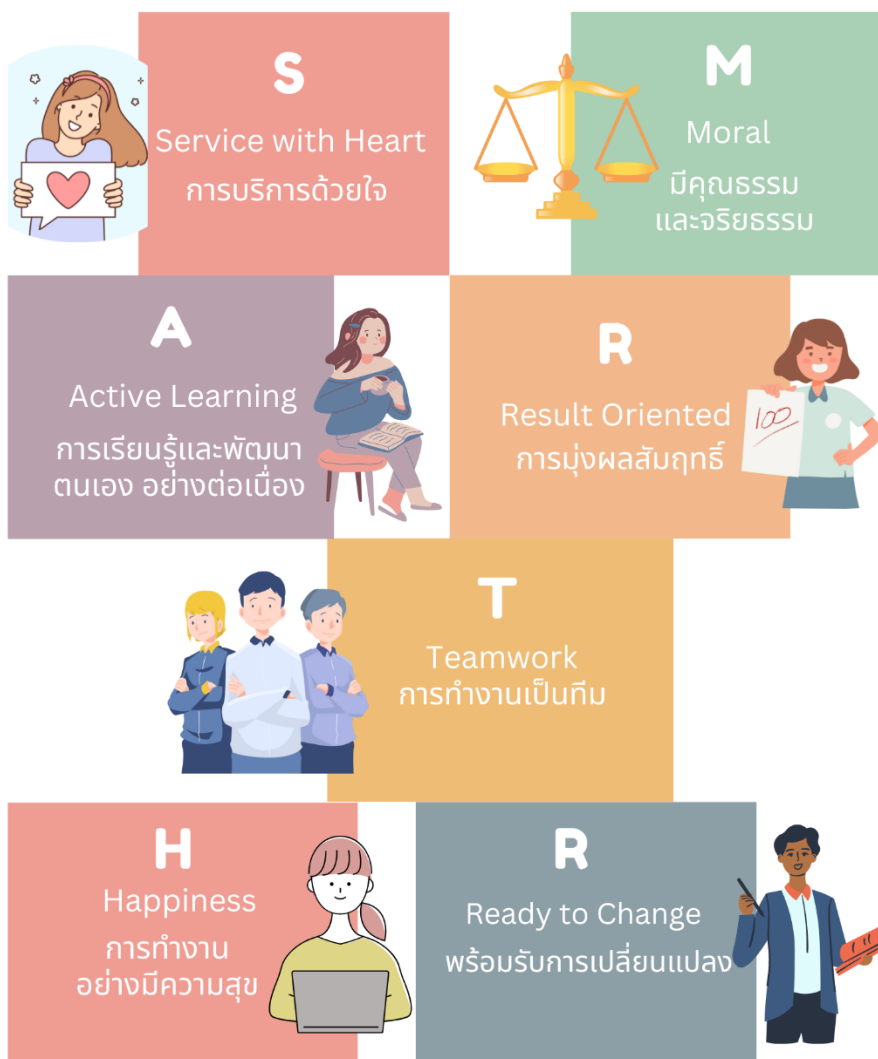 S
Service with Heart
การบริการด้วยใจ
M
Moral
มีคุณธรรม
และจริยธรรม
A
Active Learning
การเรียนรู้และพัฒนา
ตนเอง อย่างต่อเนื่อง
R
Result Oriented
การมุ่งผลสัมฤทธิ์
100
T
Teamwork
การทำงานเป็นทีม
H
Happiness
การทำงาน
อย่างมีความสุข
R
Ready to Change
พร้อมรับการเปลี่ยนแปลง